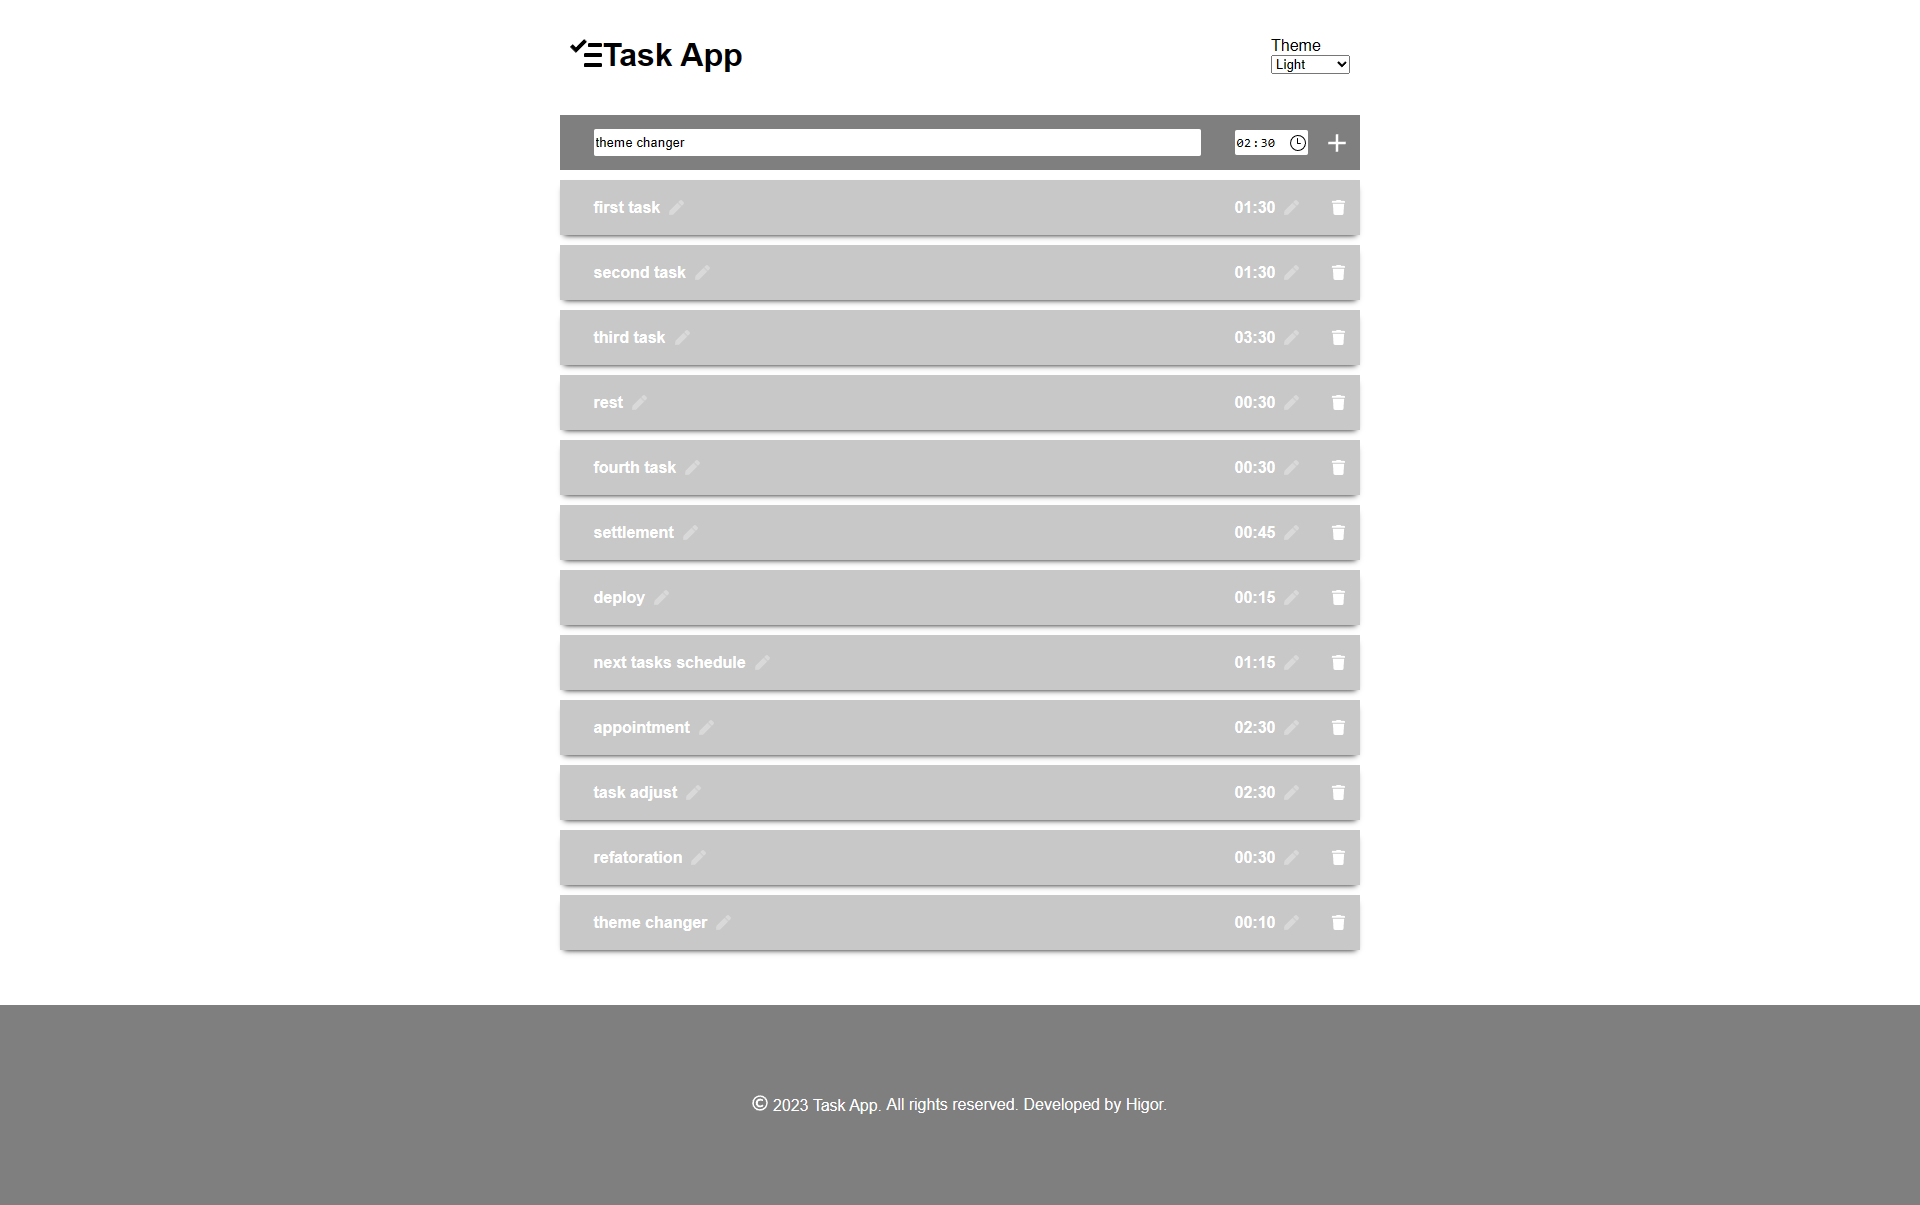 Task App
Theme
Light
theme changer 02:30
first task 01:30
second task 01:30
third task 03:30
rest 00:30
fourth task 00:30
settlement 00:45
deploy 00:15
next tasks schedule 01:15
appointment 02:30
task adjust 02:30
refatoration 00:30
theme changer 00:10
© 2023 Task App. All rights reserved. Developed by Higor.